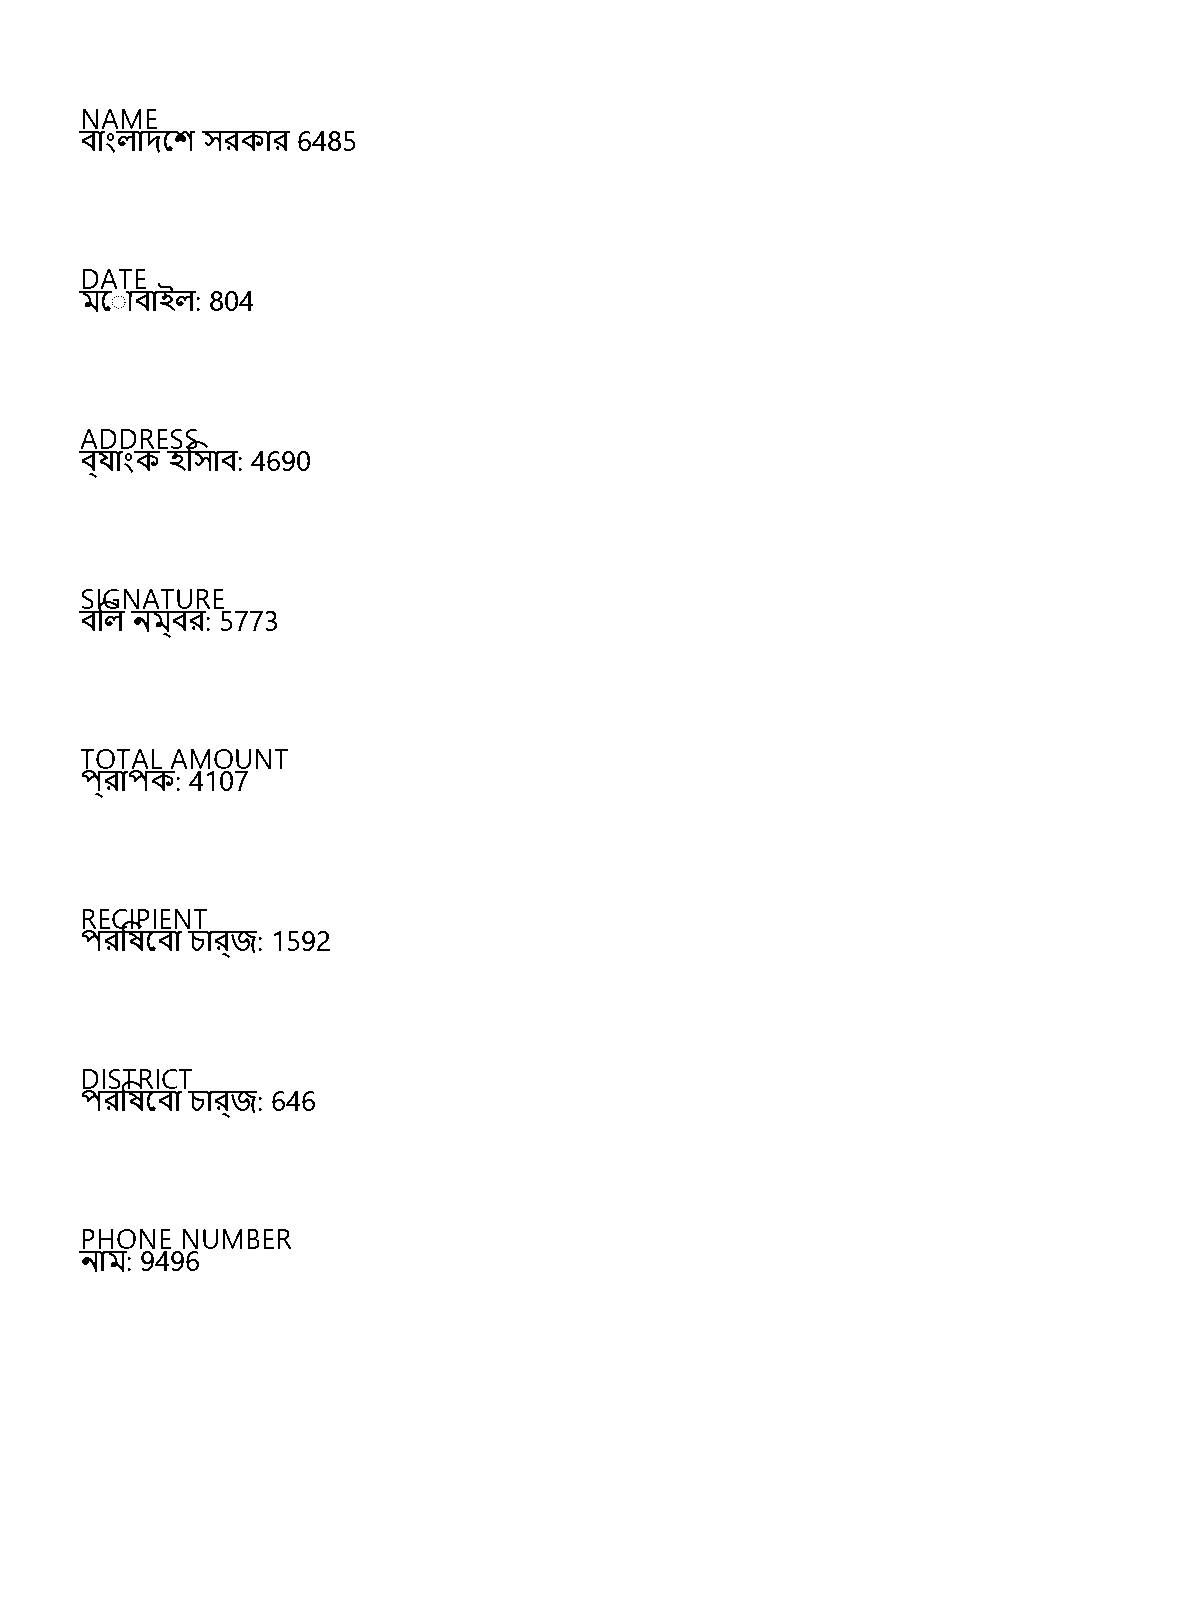 NAME
বাংলাদেশ সরকার 6485
DATE
মোবাইল: 804
ADDRESS
ব্যাংক হিসাব: 4690
SIGNATURE
বিল নম্বর: 5773
TOTAL AMOUNT
প্রাপক: 4107
RECIPIENT
পরিষেবা চার্জ: 1592
DISTRICT
পরিষেবা চার্জ: 646
PHONE NUMBER
নাম: 9496